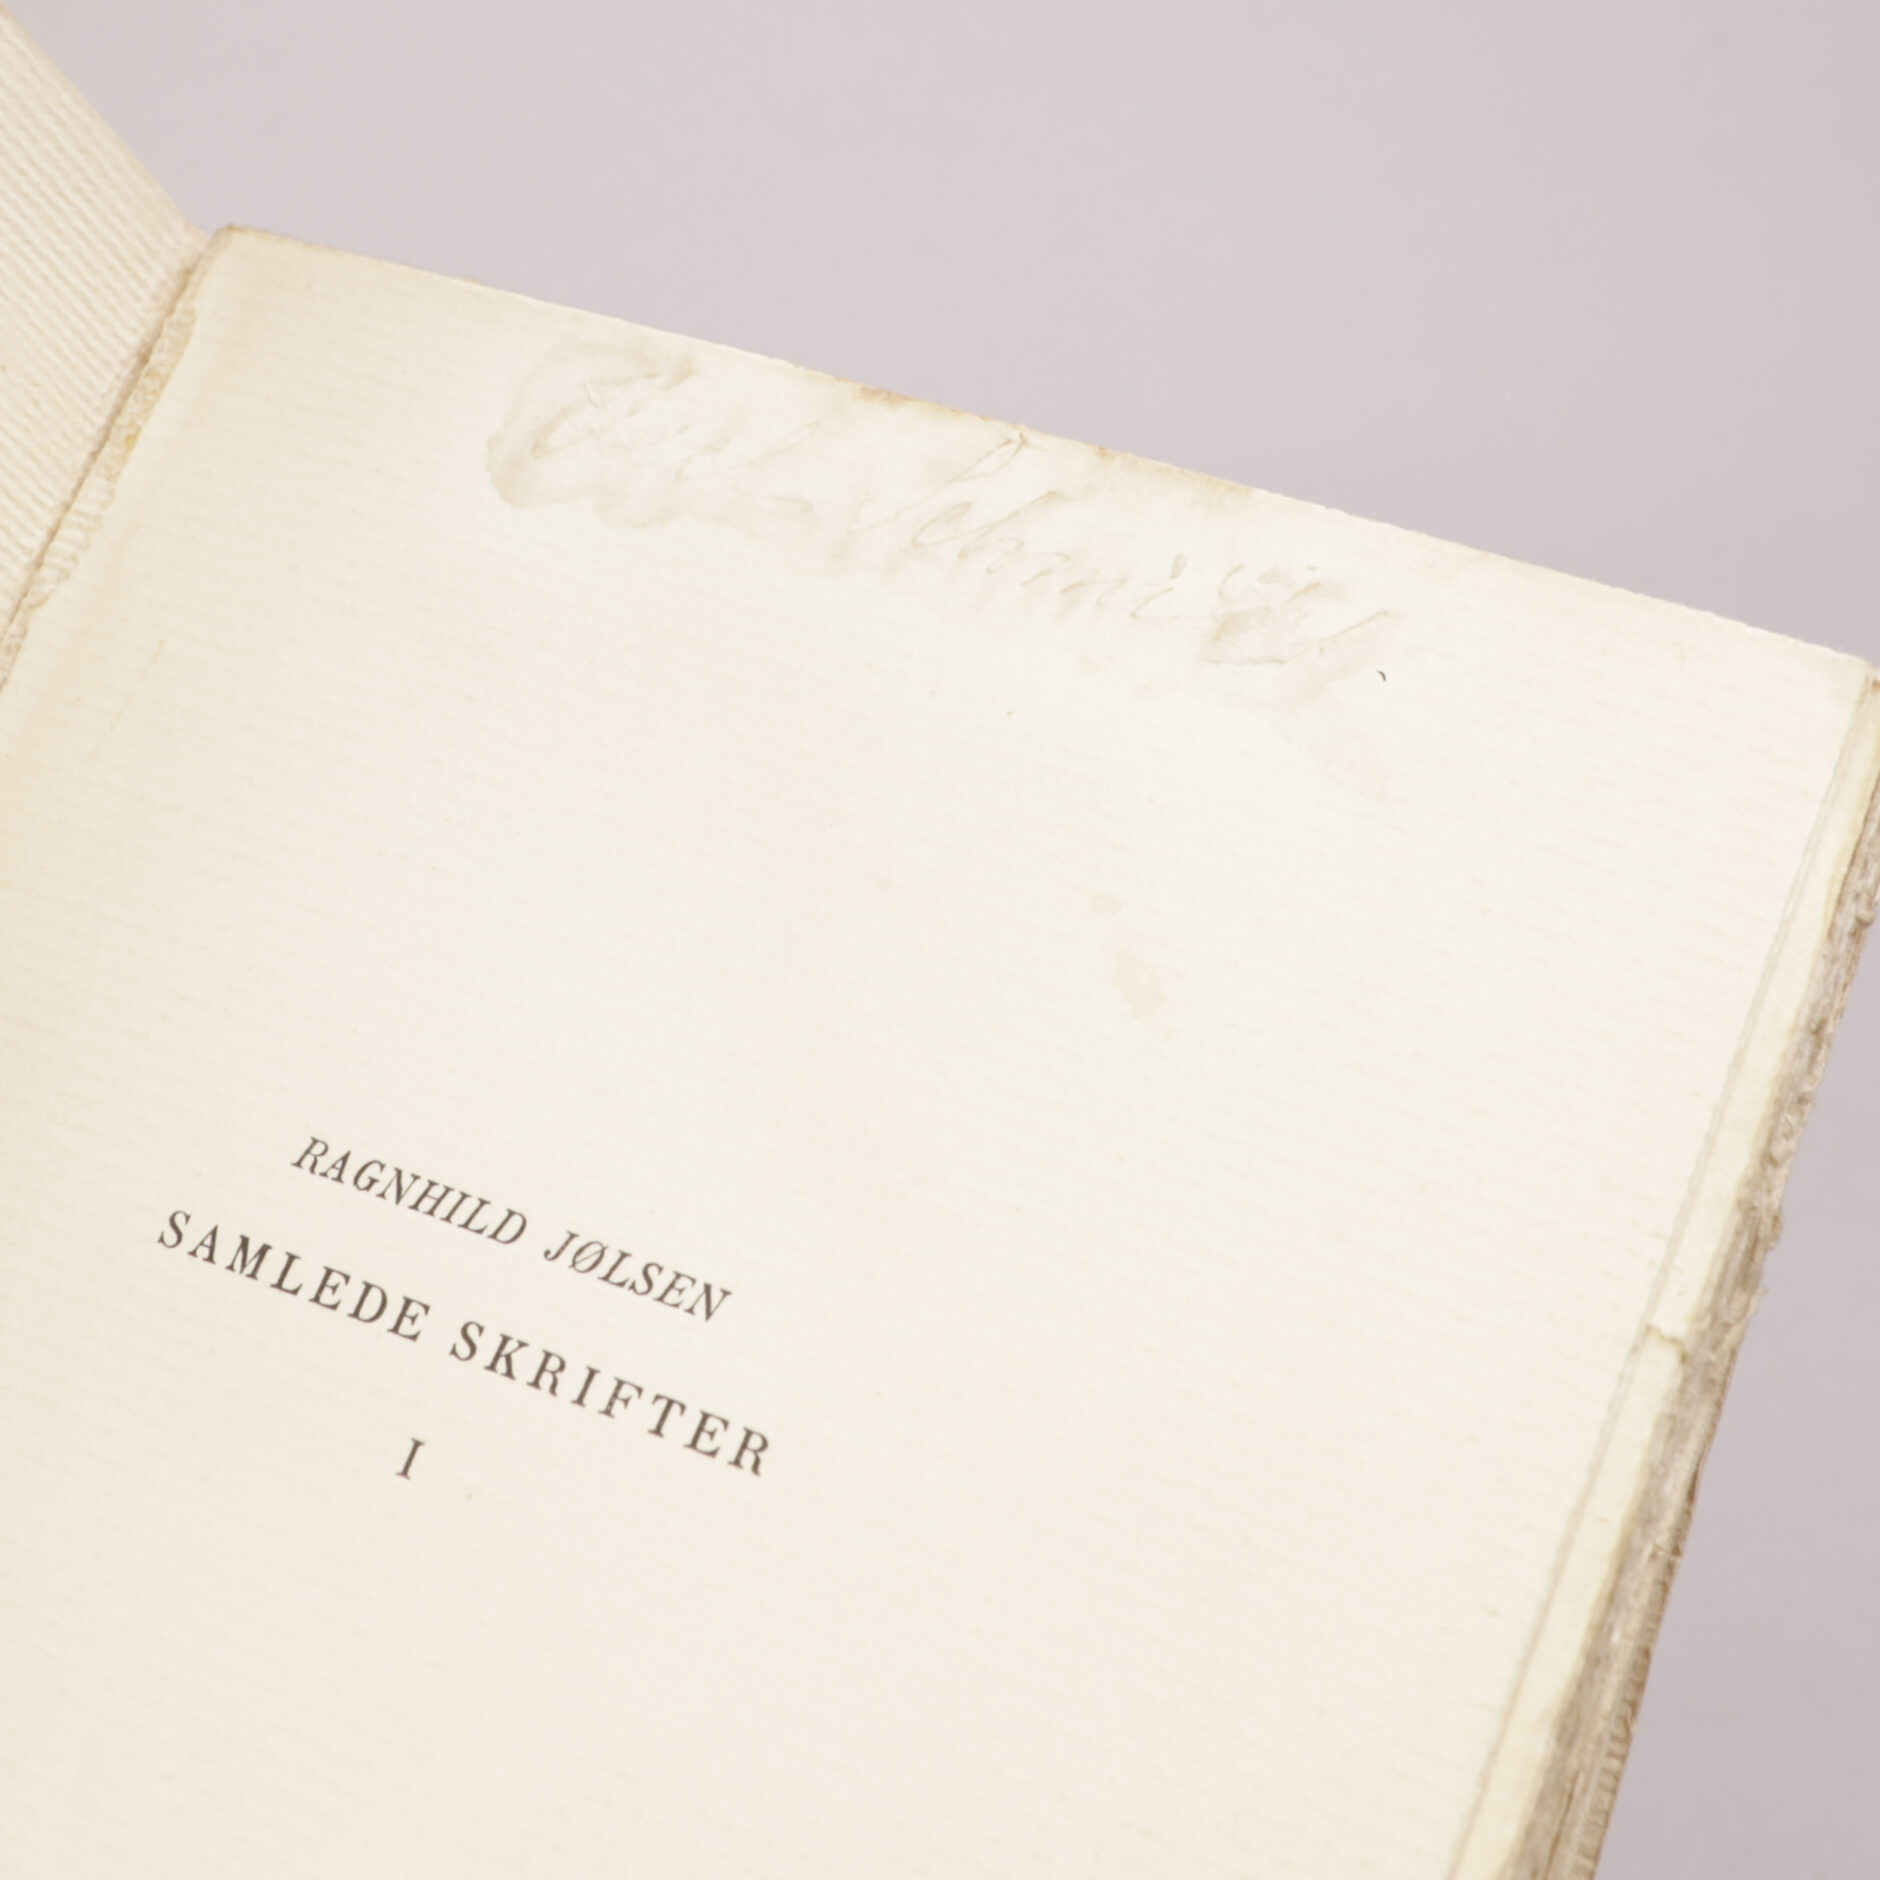 RAGNHILD JØLSEN
SAMLEDE SKRIFTER
I